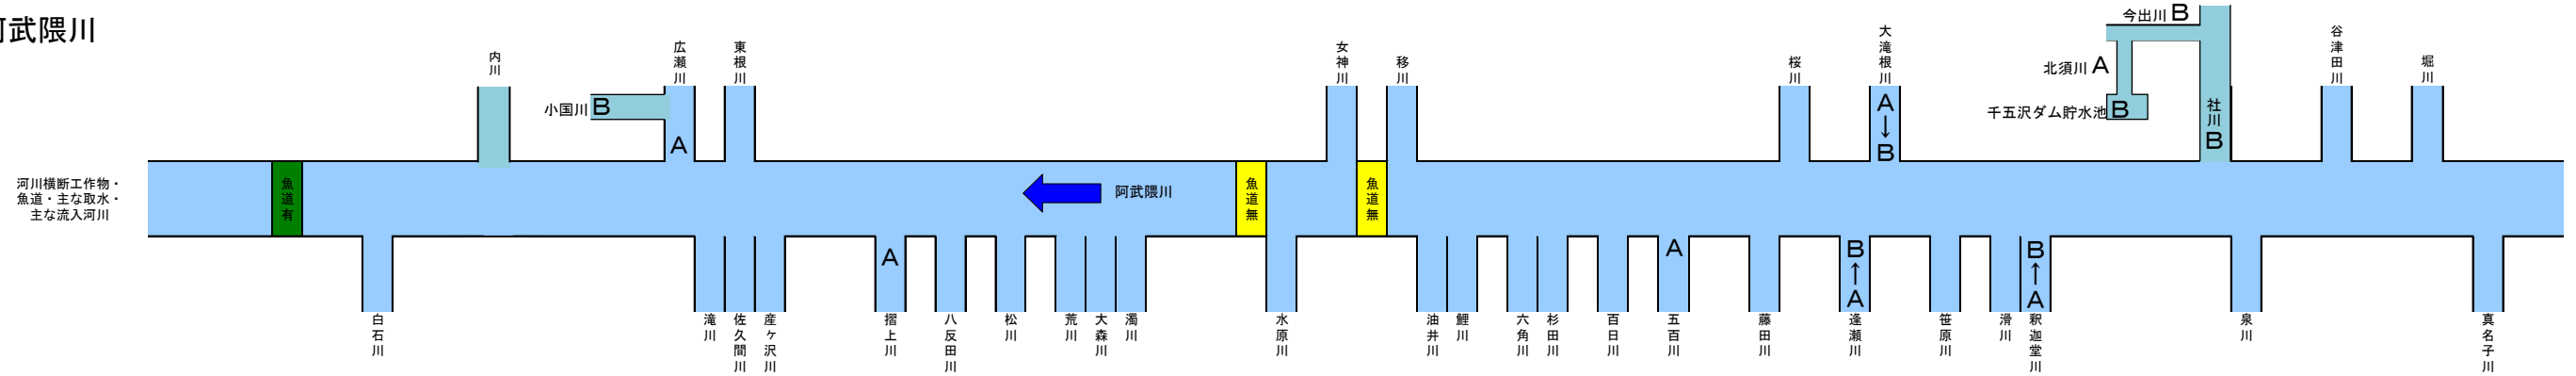 阿武隈川
今出川 B
大滝根川
谷津田川
女神川
広瀬川
東根川
内川
移川
桜川
堀川
北須川 A
小国川 B
A
千五沢ダム貯水池 B
社川
B
A
↓
B
A
河川横断工作物・
魚道・主な取水・
主な流入河川
魚道有
阿武隈川
魚道無
魚道無
A
A
B
↑
A
B
↑
A
白石川
滝川
佐久間川
産ヶ沢川
摺上川
八反田川
松川
荒川
大森川
濁川
水原川
油井川
鯉川
六角川
杉田川
百日川
五百川
藤田川
逢瀬川
笹原川
滑川
釈迦堂川
泉川
真名子川